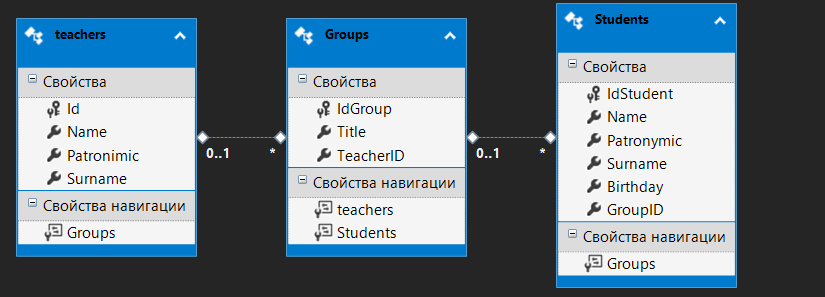 teachers
Свойства
Id
Name
Patronimic
Surname
Свойства навигации
Groups
0..1
*
Groups
Свойства
IdGroup
Title
TeacherID
Свойства навигации
teachers
Students
0..1
*
Students
Свойства
IdStudent
Name
Patronymic
Surname
Birthday
GroupID
Свойства навигации
Groups